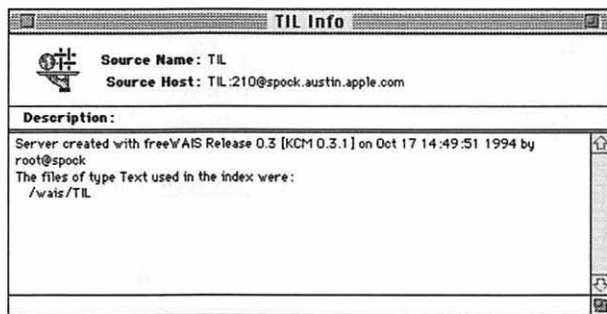 TIL Info
Source Name: TIL
Source Host: TIL:210@spock.austin.apple.com
Description:
Server created with freeWAIS Release 0.3 [KCM 0.3.1] on Oct 17 14:49:51 1994 by
root@spock
The files of type Text used in the index were:
/wais/TIL